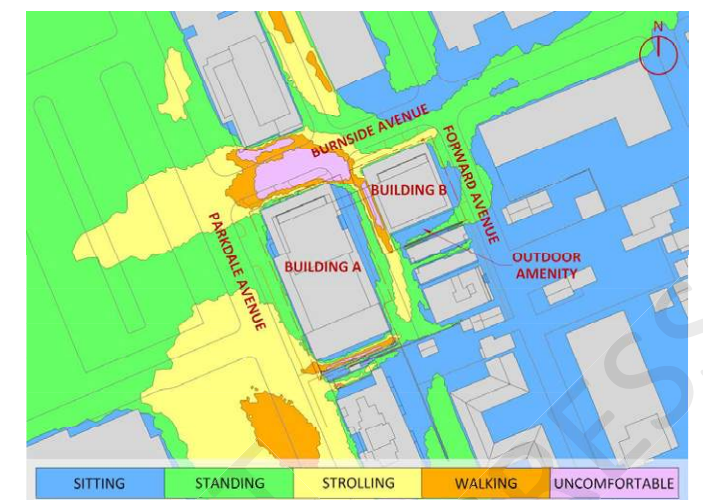 N
BURNSIDE AVENUE
FORWARD AVENUE
BUILDING B
PARKDALE AVENUE
BUILDING A
OUTDOOR
AMENITY
SITTING STANDING STROLLING WALKING UNCOMFORTABLE